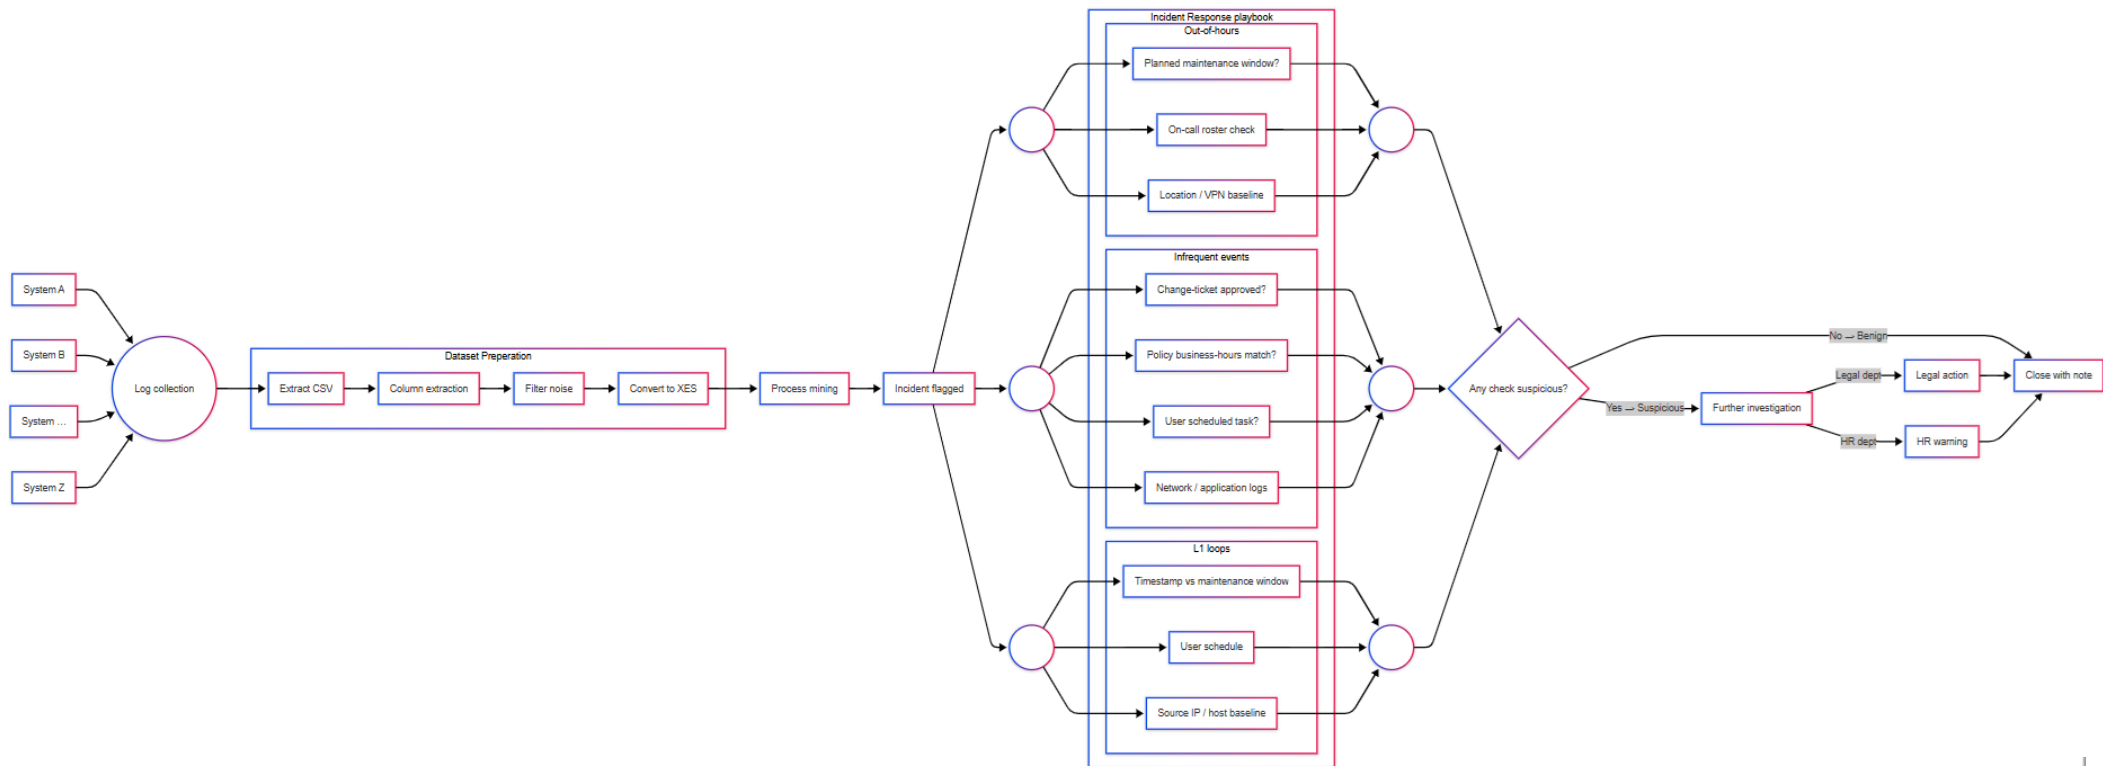 System A
System B
System ...
System Z
Log collection
Dataset Preperation
Extract CSV
Column extraction
Filter noise
Convert to XES
Process mining
Incident flagged
Incident Response playbook
Out-of-hours
Planned maintenance window?
On-call roster check
Location / VPN baseline
Infrequent events
Change-ticket approved?
Policy business-hours match?
User scheduled task?
Network / application logs
L1 loops
Timestamp vs maintenance window
User schedule
Source IP / host baseline
Any check suspicious?
No → Benign
Yes → Suspicious
Further investigation
Legal dept
Legal action
HR dept
HR warning
Close with note